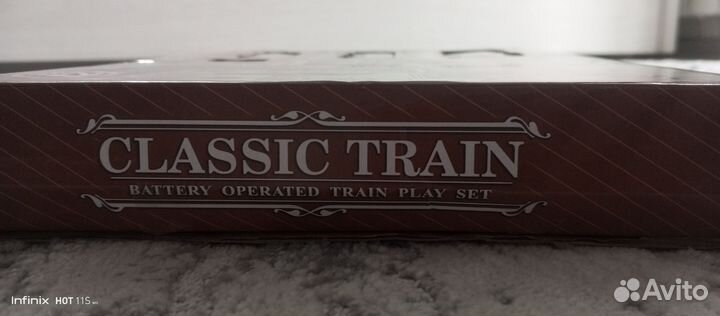 CLASSIC TRAIN
BATTERY OPERATED TRAIN PLAY SET
Infinix HOT 11S
Avito